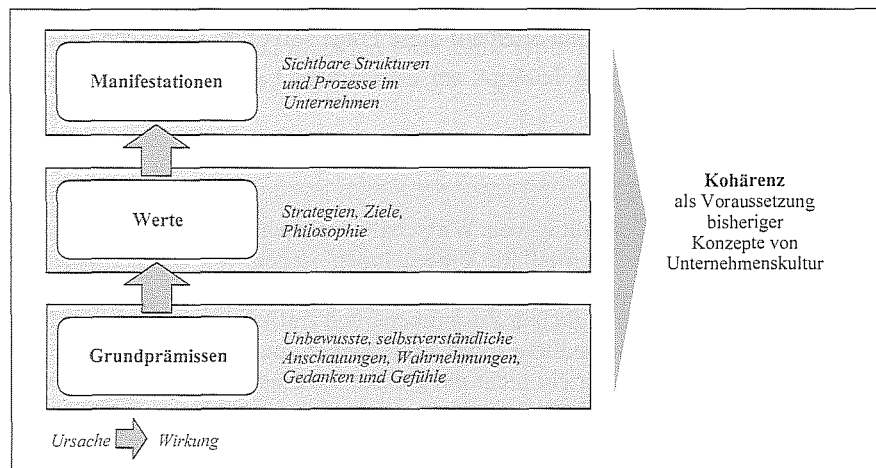 Manifestationen
Sichtbare Strukturen
und Prozesse im
Unternehmen
Werte
Strategien, Ziele,
Philosophie
Grundprämissen
Unbewusste, selbstverständliche
Anschauungen, Wahrnehmungen,
Gedanken und Gefühle
Kohärenz
als Voraussetzung
bisheriger
Konzepte von
Unternehmenskultur
Ursache
Wirkung